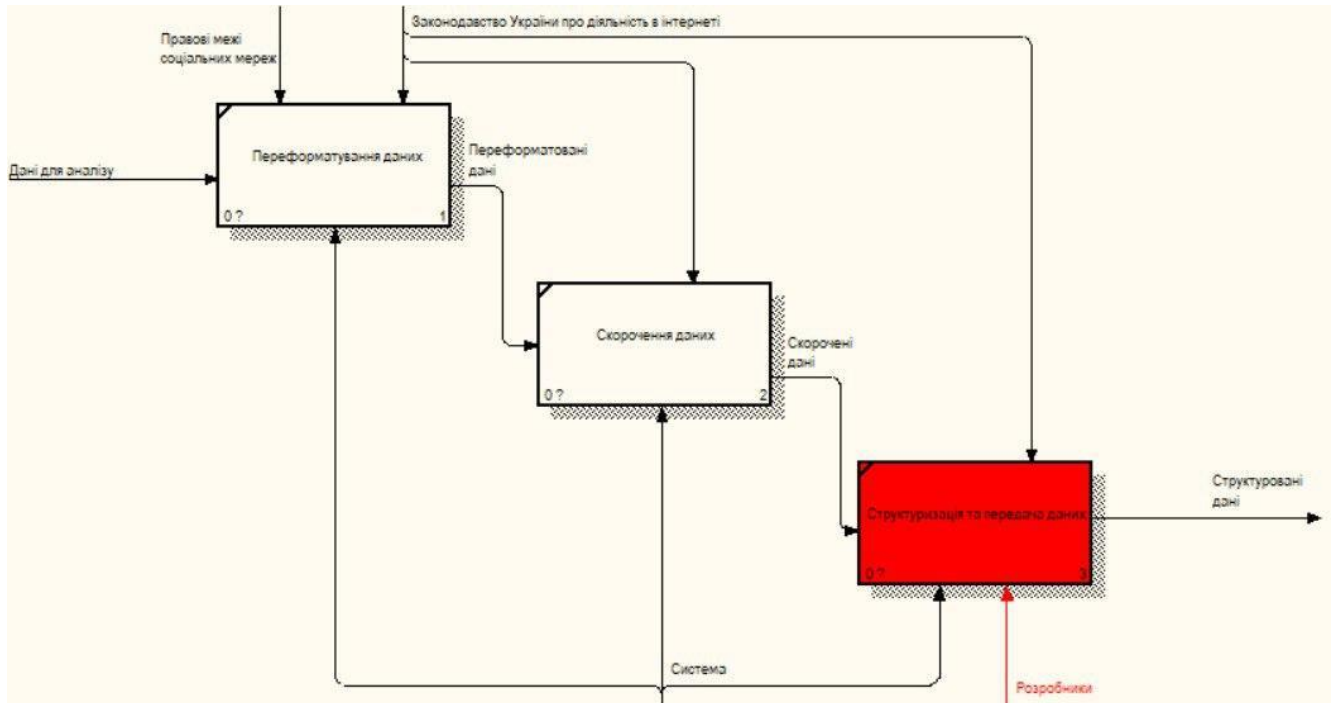 Законодавство України про діяльність в інтернеті
Правові межі
соціальних мереж
Переформатування даних
0 ?
1
Дані для аналізу
Переформатовані
дані
Скорочення даних
0 ?
2
Скорочені
дані
Структуризація та передача даних
0 ?
3
Структуровані
дані
Система
Розробники